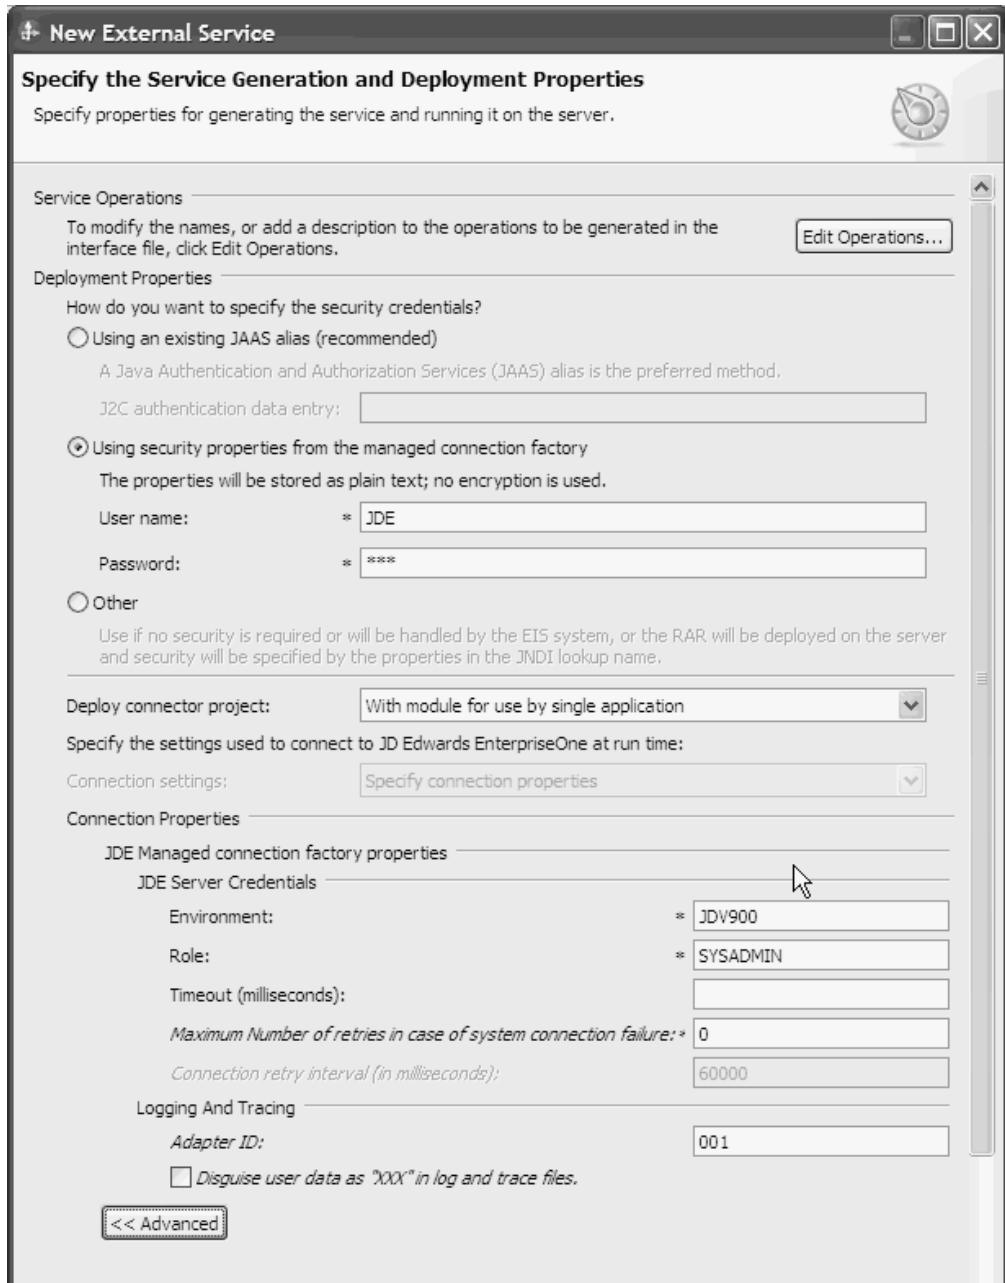 New External Service
Specify the Service Generation and Deployment Properties
Specify properties for generating the service and running it on the server.
Service Operations
To modify the names, or add a description to the operations to be generated in the
interface file, click Edit Operations.
Edit Operations...
Deployment Properties
How do you want to specify the security credentials?
Using an existing JAAS alias (recommended)
A Java Authentication and Authorization Services (JAAS) alias is the preferred method.
J2C authentication data entry:
Using security properties from the managed connection factory
The properties will be stored as plain text; no encryption is used.
User name: * JDE
Password: * ***
Other
Use if no security is required or will be handled by the EIS system, or the RAR will be deployed on the server
and security will be specified by the properties in the JNDI lookup name.
Deploy connector project: With module for use by single application
Specify the settings used to connect to JD Edwards EnterpriseOne at run time:
Connection settings: Specify connection properties
Connection Properties
JDE Managed connection factory properties
JDE Server Credentials
Environment: * JDV900
Role: * SYSADMIN
Timeout (milliseconds):
Maximum Number of retries in case of system connection failure: * 0
Connection retry interval (in milliseconds): 60000
Logging And Tracing
Adapter ID: 001
Disguise user data as "XXX" in log and trace files.
<< Advanced